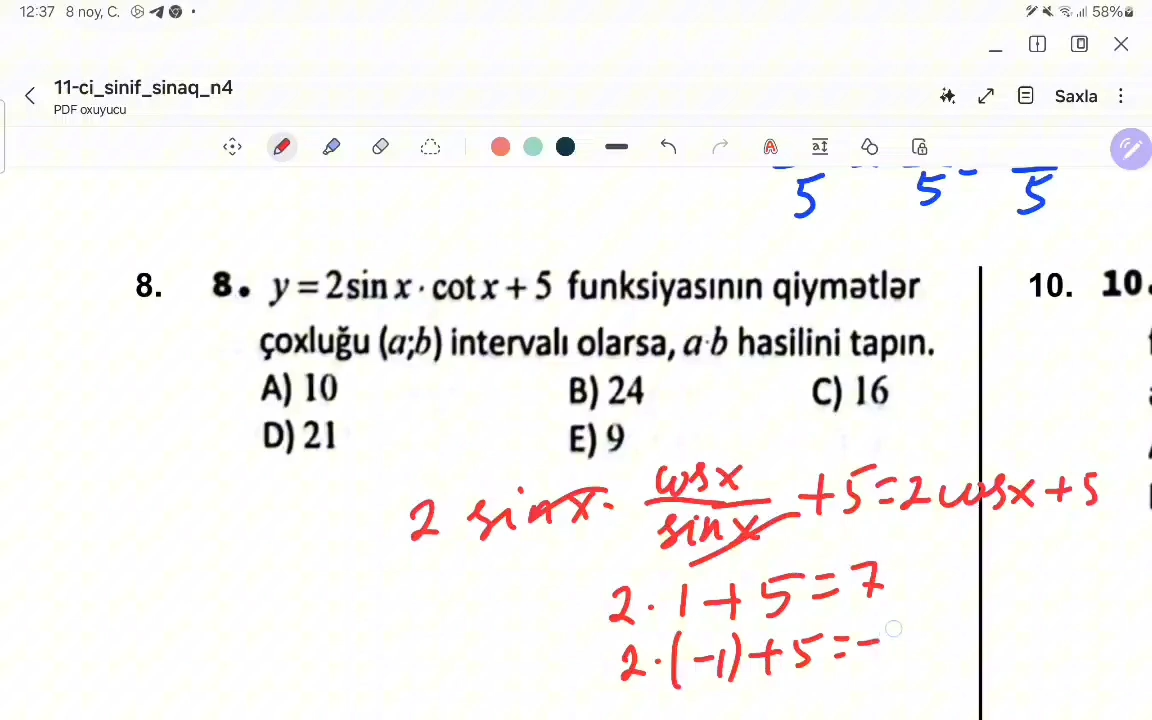 12:37 8 noy, C.
58%
11-ci_sinif_sinaq_n4
PDF oxuyucu
Saxla
5 5 - 5
8. 8. y = 2sin x · cot x + 5 funksiyasının qiymətlər
çoxluğu (a;b) intervalı olarsa, a·b hasilini tapın.
A) 10 B) 24 C) 16
D) 21 E) 9
10. 10.
2 sinx · cosx/sinx + 5 = 2cosx + 5
2 · 1 + 5 = 7
2 · (-1) + 5 = -